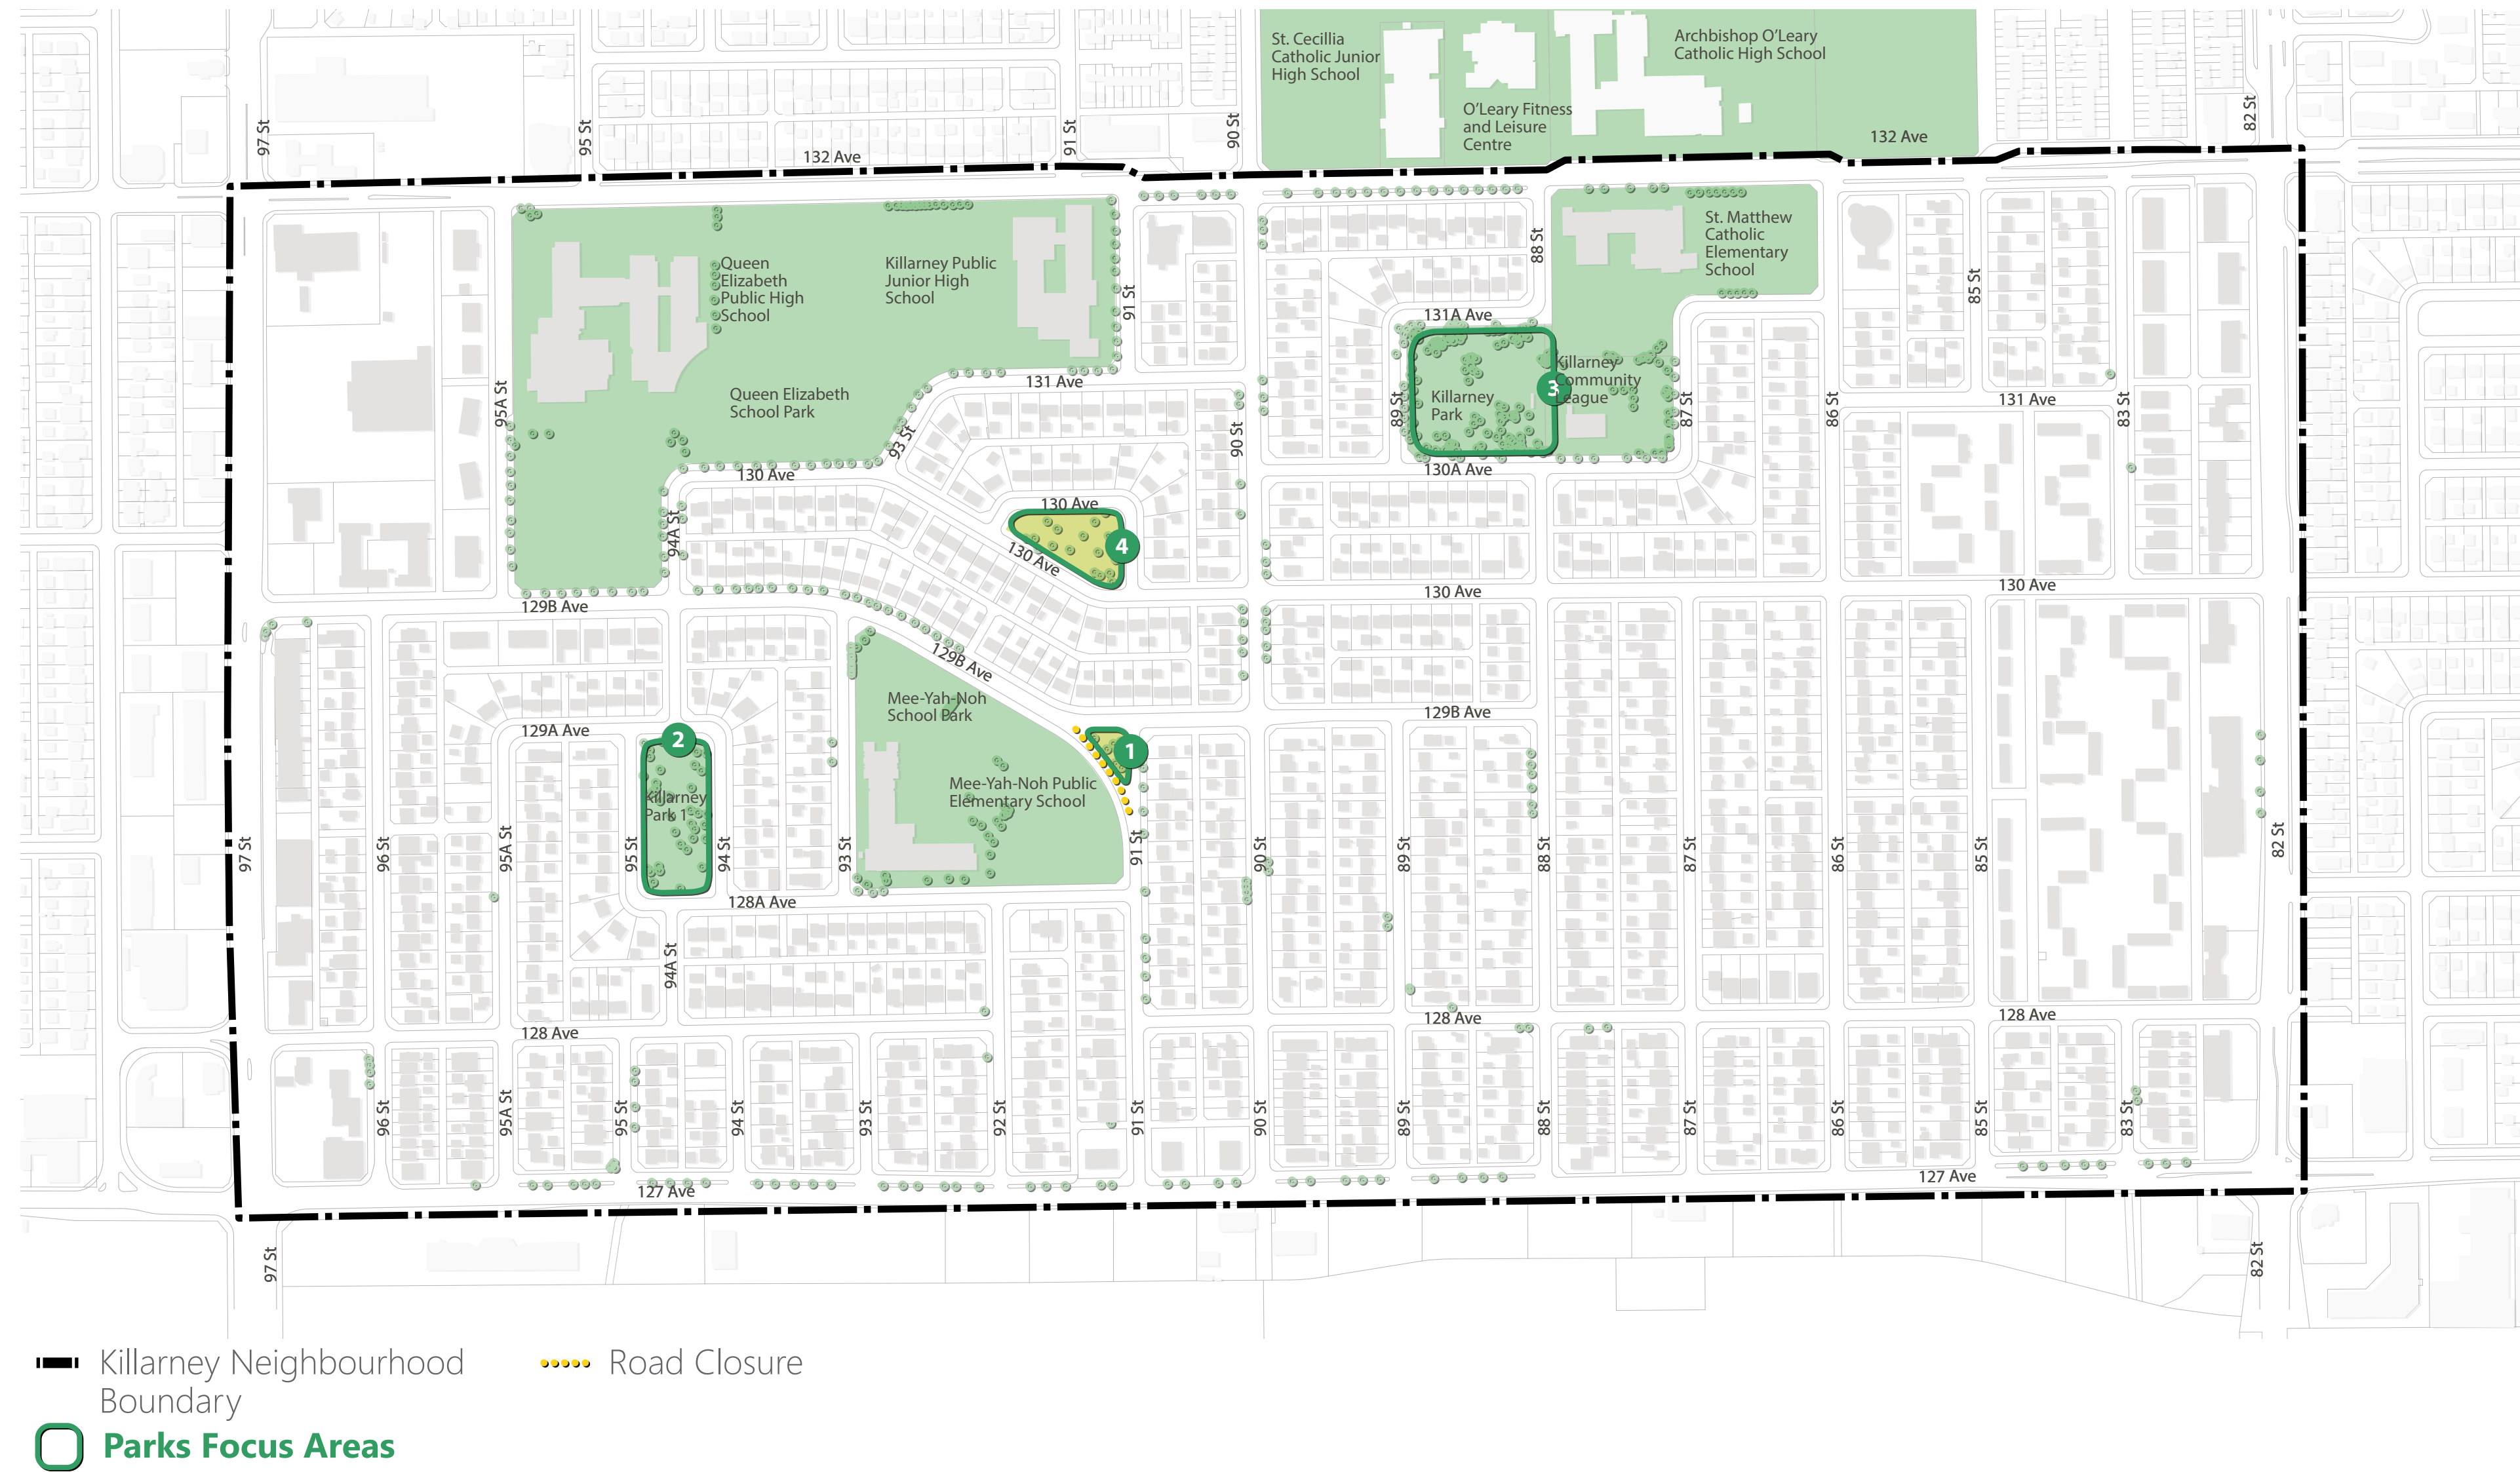 St. Cecillia
Catholic Junior
High School
Archbishop O'Leary
Catholic High School
O'Leary Fitness
and Leisure
Centre
97 St
95 St
91 St
90 St
82 St
132 Ave
132 Ave
Queen
Elizabeth
Public High
School
Killarney Public
Junior High
School
St. Matthew
Catholic
Elementary
School
88 St
91 St
85 St
131A Ave
Queen Elizabeth
School Park
131 Ave
Killarney
Community
League
3
Killarney
Park
95A St
93 St
90 St
89 St
87 St
86 St
131 Ave
83 St
130 Ave
130A Ave
94A St
130 Ave
4
130 Ave
129B Ave
130 Ave
130 Ave
129B Ave
Mee-Yah-Noh
School Park
129A Ave
2
129B Ave
1
Killarney
Park 1
Mee-Yah-Noh Public
Elementary School
97 St
96 St
95A St
95 St
94 St
93 St
91 St
90 St
89 St
88 St
87 St
86 St
85 St
82 St
128A Ave
94A St
128 Ave
128 Ave
128 Ave
96 St
95A St
95 St
94 St
93 St
92 St
91 St
90 St
89 St
88 St
87 St
86 St
85 St
83 St
127 Ave
127 Ave
97 St
82 St
Killarney Neighbourhood
Boundary
Road Closure
Parks Focus Areas